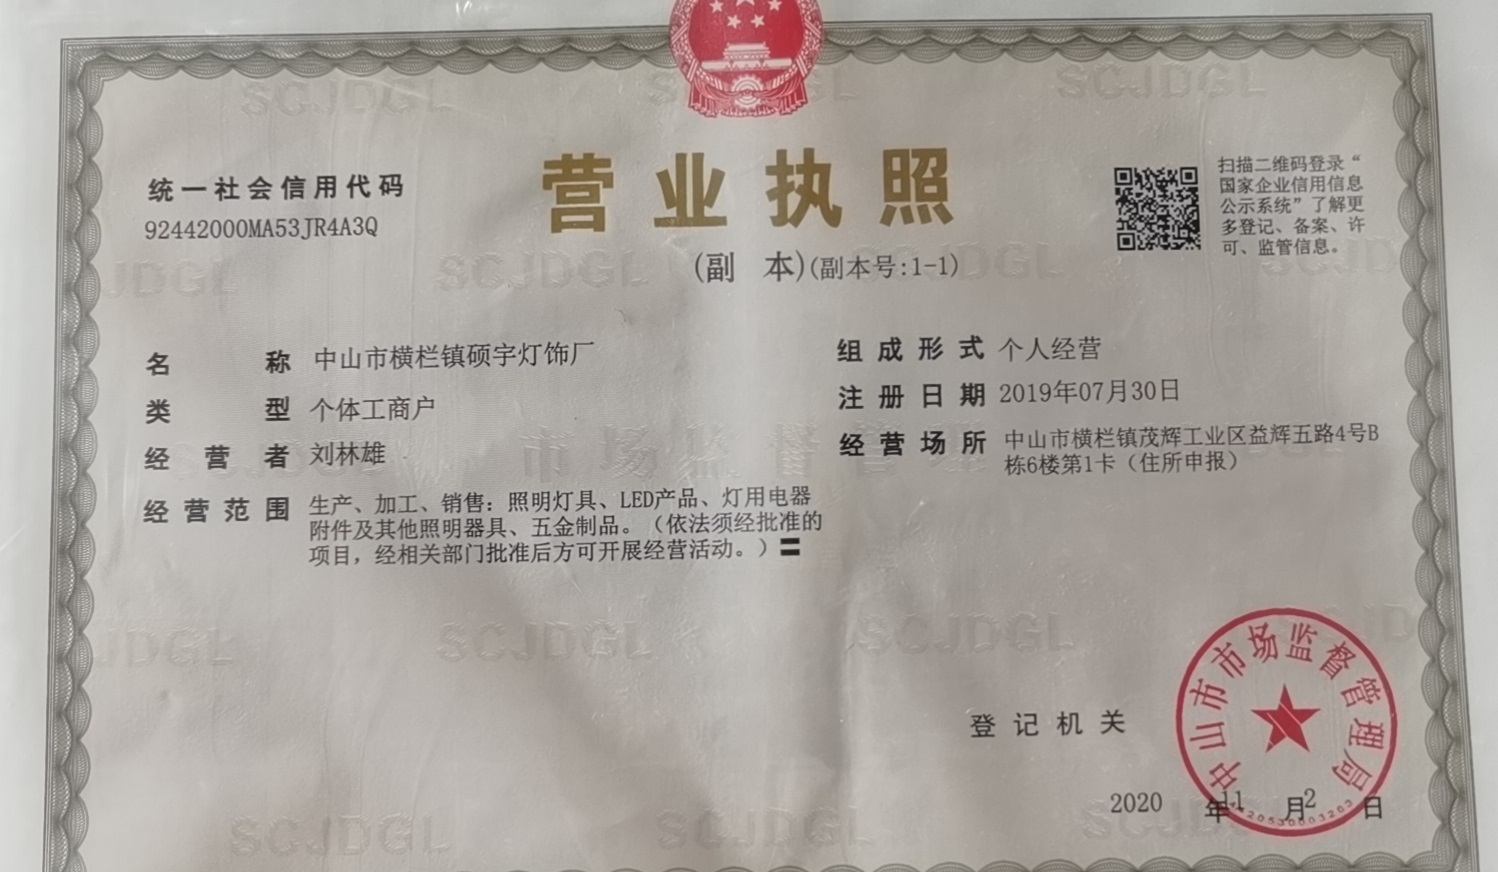 营业执照
(副 本)(副本号:1-1)
统一社会信用代码
92442000MA53JR4A3Q
扫描二维码登录“
国家企业信用信息
公示系统”了解更
多登记、备案、许
可、监管信息。
名 称 中山市横栏镇硕宇灯饰厂
类 型 个体工商户
经 营 者 刘林雄
经 营 范 围 生产、加工、销售：照明灯具、LED产品、灯用电器
附件及其他照明器具、五金制品。（依法须经批准的
项目，经相关部门批准后方可开展经营活动。）〓
组 成 形 式 个人经营
注 册 日 期 2019年07月30日
经 营 场 所 中山市横栏镇茂辉工业区益辉五路4号B
栋6楼第1卡（住所申报）
登 记 机 关
中山市市场监督管理局
2020 年11 月2 日
SCJDGL
市场监督管理